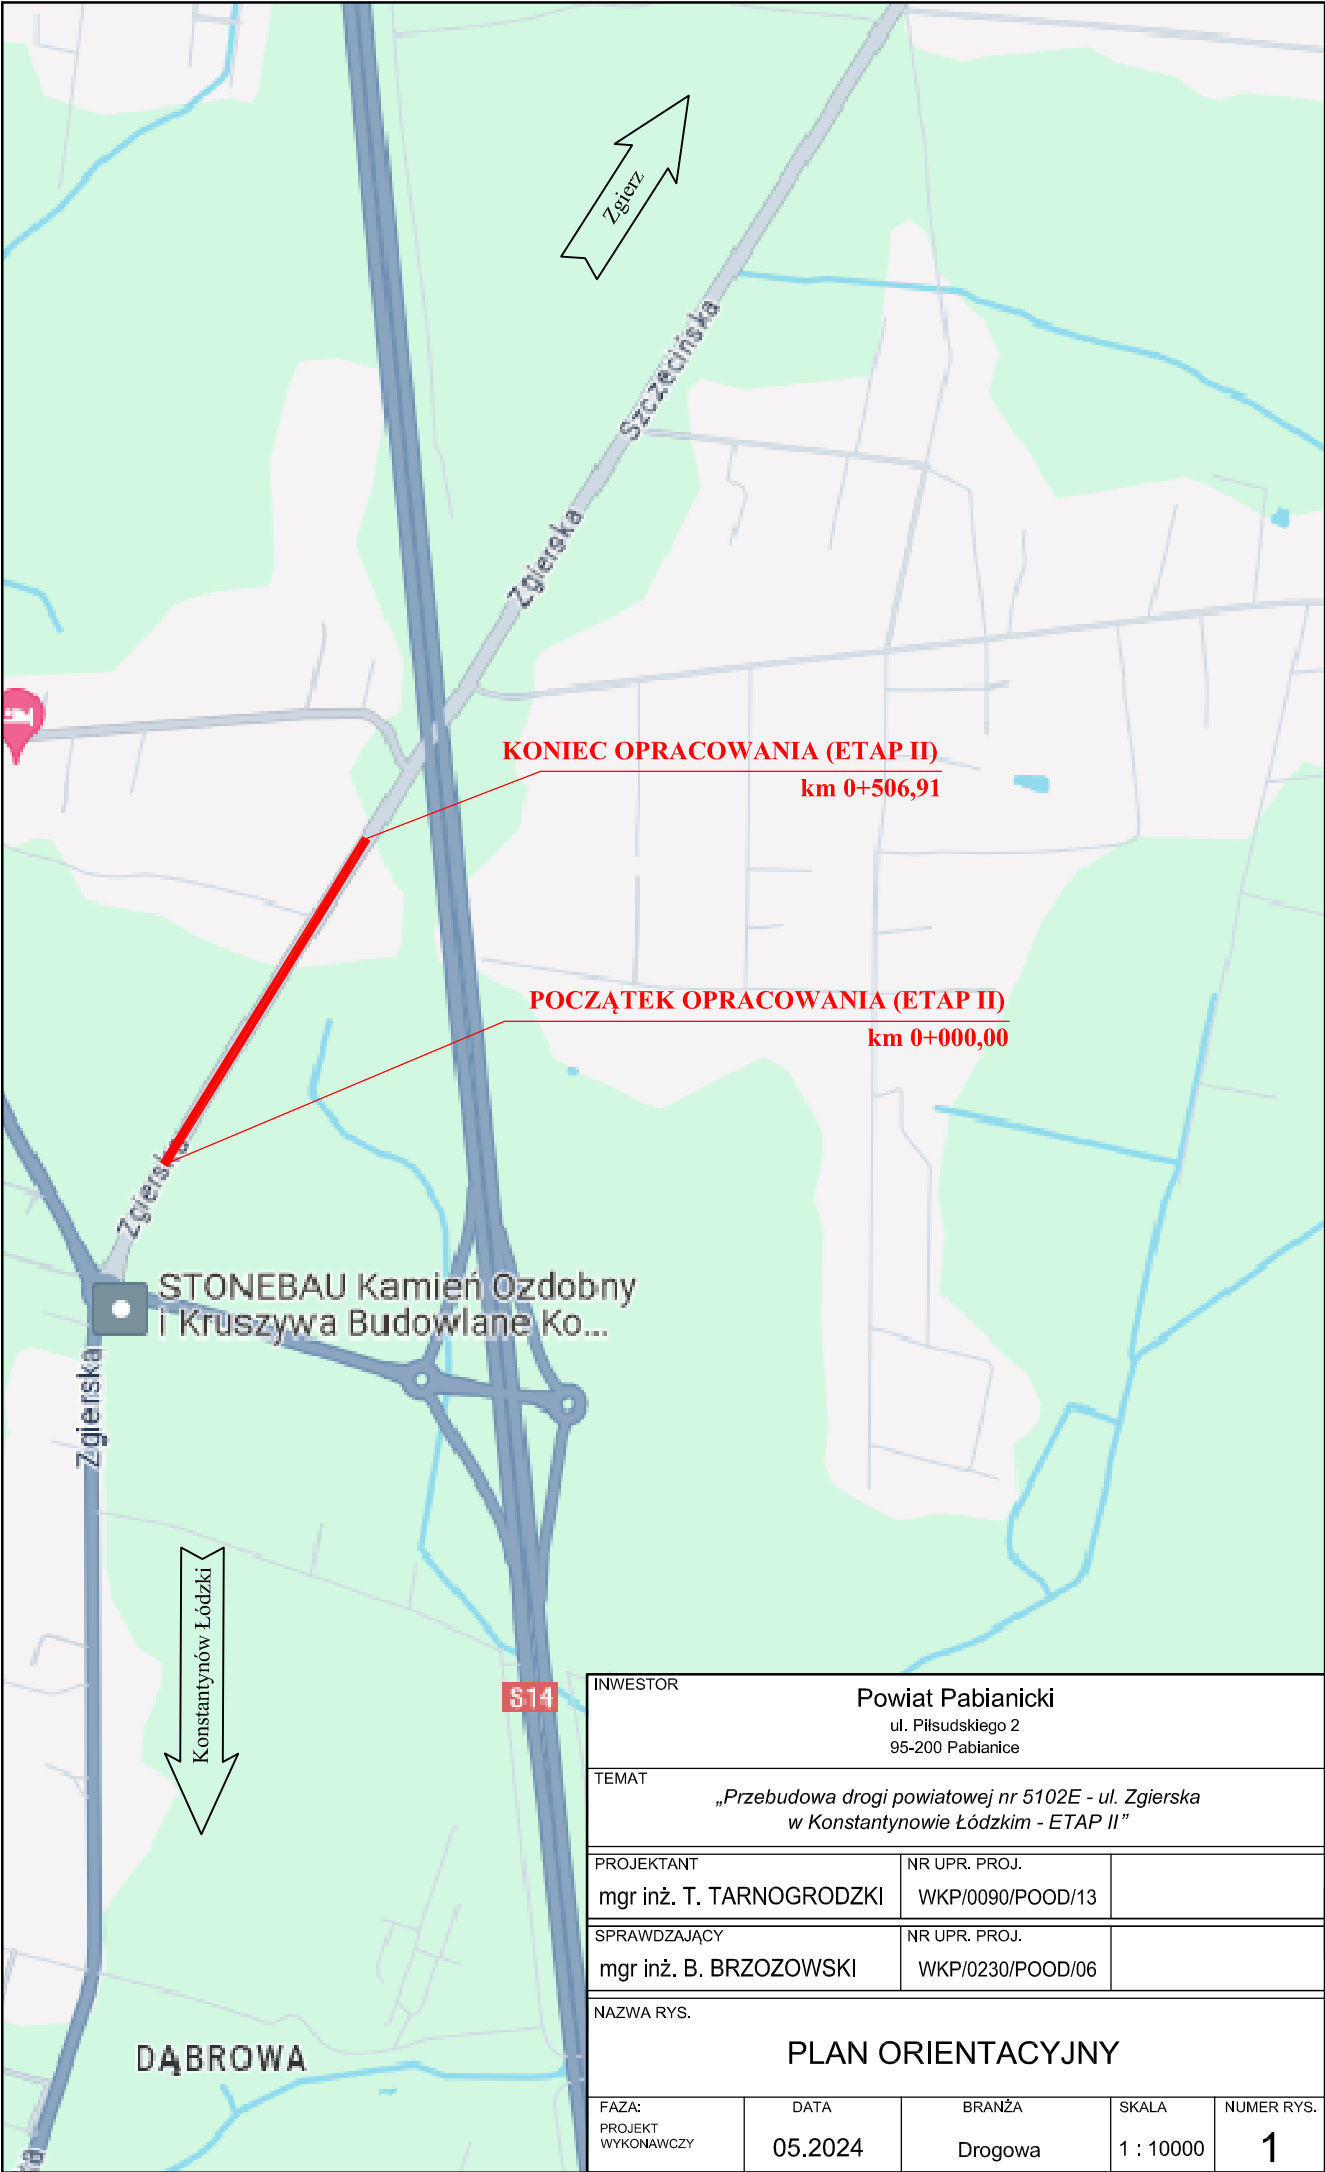 Zgierz
Szczecińska
Zgierska
KONIEC OPRACOWANIA (ETAP II)
km 0+506,91
POCZĄTEK OPRACOWANIA (ETAP II)
km 0+000,00
STONEBAU Kamień Ozdobny
i Kruszywa Budowlane Ko...
Zgierska
Konstantynów Łódzki
S14
DĄBROWA
INWESTOR
Powiat Pabianicki
ul. Piłsudskiego 2
95-200 Pabianice
TEMAT
„Przebudowa drogi powiatowej nr 5102E - ul. Zgierska
w Konstantynowie Łódzkim - ETAP II”
PROJEKTANT
mgr inż. T. TARNOGRODZKI
NR UPR. PROJ.
WKP/0090/POOD/13
SPRAWDZAJĄCY
mgr inż. B. BRZOZOWSKI
NR UPR. PROJ.
WKP/0230/POOD/06
NAZWA RYS.
PLAN ORIENTACYJNY
FAZA:
PROJEKT
WYKONAWCZY
DATA
05.2024
BRANŻA
Drogowa
SKALA
1 : 10000
NUMER RYS.
1